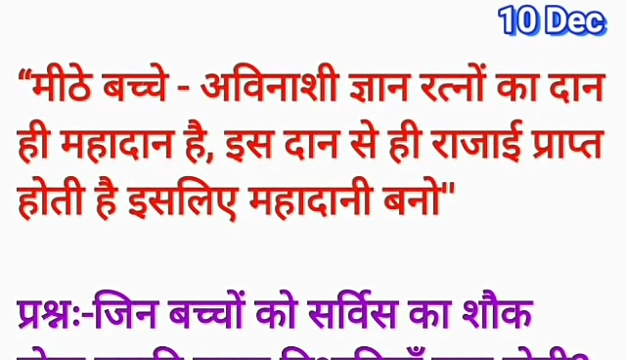 10 Dec
“मीठे बच्चे - अविनाशी ज्ञान रत्नों का दान
ही महादान है, इस दान से ही राजाई प्राप्त
होती है इसलिए महादानी बनो"
प्रश्नः-जिन बच्चों को सर्विस का शौक